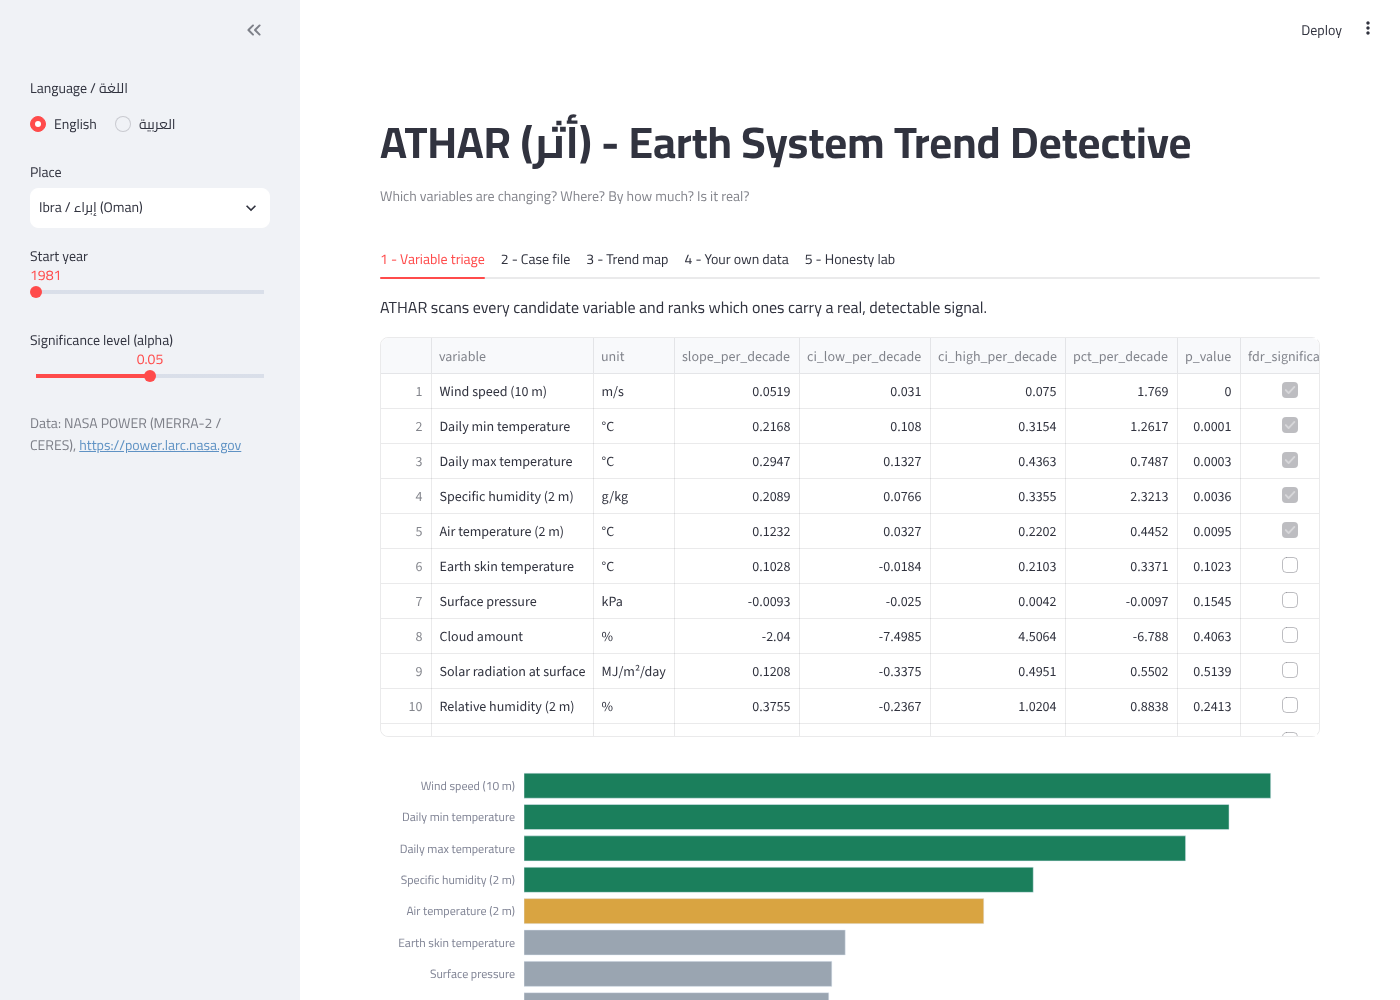 Deploy
Language / اللغة
English العربية
Place
Ibra / إبراء (Oman)
Start year
1981
Significance level (alpha)
0.05
Data: NASA POWER (MERRA-2 /
CERES), https://power.larc.nasa.gov
ATHAR (أثر) - Earth System Trend Detective
Which variables are changing? Where? By how much? Is it real?
1 - Variable triage 2 - Case file 3 - Trend map 4 - Your own data 5 - Honesty lab
ATHAR scans every candidate variable and ranks which ones carry a real, detectable signal.
variable unit slope_per_decade ci_low_per_decade ci_high_per_decade pct_per_decade p_value fdr_significa
1 Wind speed (10 m) m/s 0.0519 0.031 0.075 1.769 0
2 Daily min temperature °C 0.2168 0.108 0.3154 1.2617 0.0001
3 Daily max temperature °C 0.2947 0.1327 0.4363 0.7487 0.0003
4 Specific humidity (2 m) g/kg 0.2089 0.0766 0.3355 2.3213 0.0036
5 Air temperature (2 m) °C 0.1232 0.0327 0.2202 0.4452 0.0095
6 Earth skin temperature °C 0.1028 -0.0184 0.2103 0.3371 0.1023
7 Surface pressure kPa -0.0093 -0.025 0.0042 -0.0097 0.1545
8 Cloud amount % -2.04 -7.4985 4.5064 -6.788 0.4063
9 Solar radiation at surface MJ/m²/day 0.1208 -0.3375 0.4951 0.5502 0.5139
10 Relative humidity (2 m) % 0.3755 -0.2367 1.0204 0.8838 0.2413
Wind speed (10 m)
Daily min temperature
Daily max temperature
Specific humidity (2 m)
Air temperature (2 m)
Earth skin temperature
Surface pressure